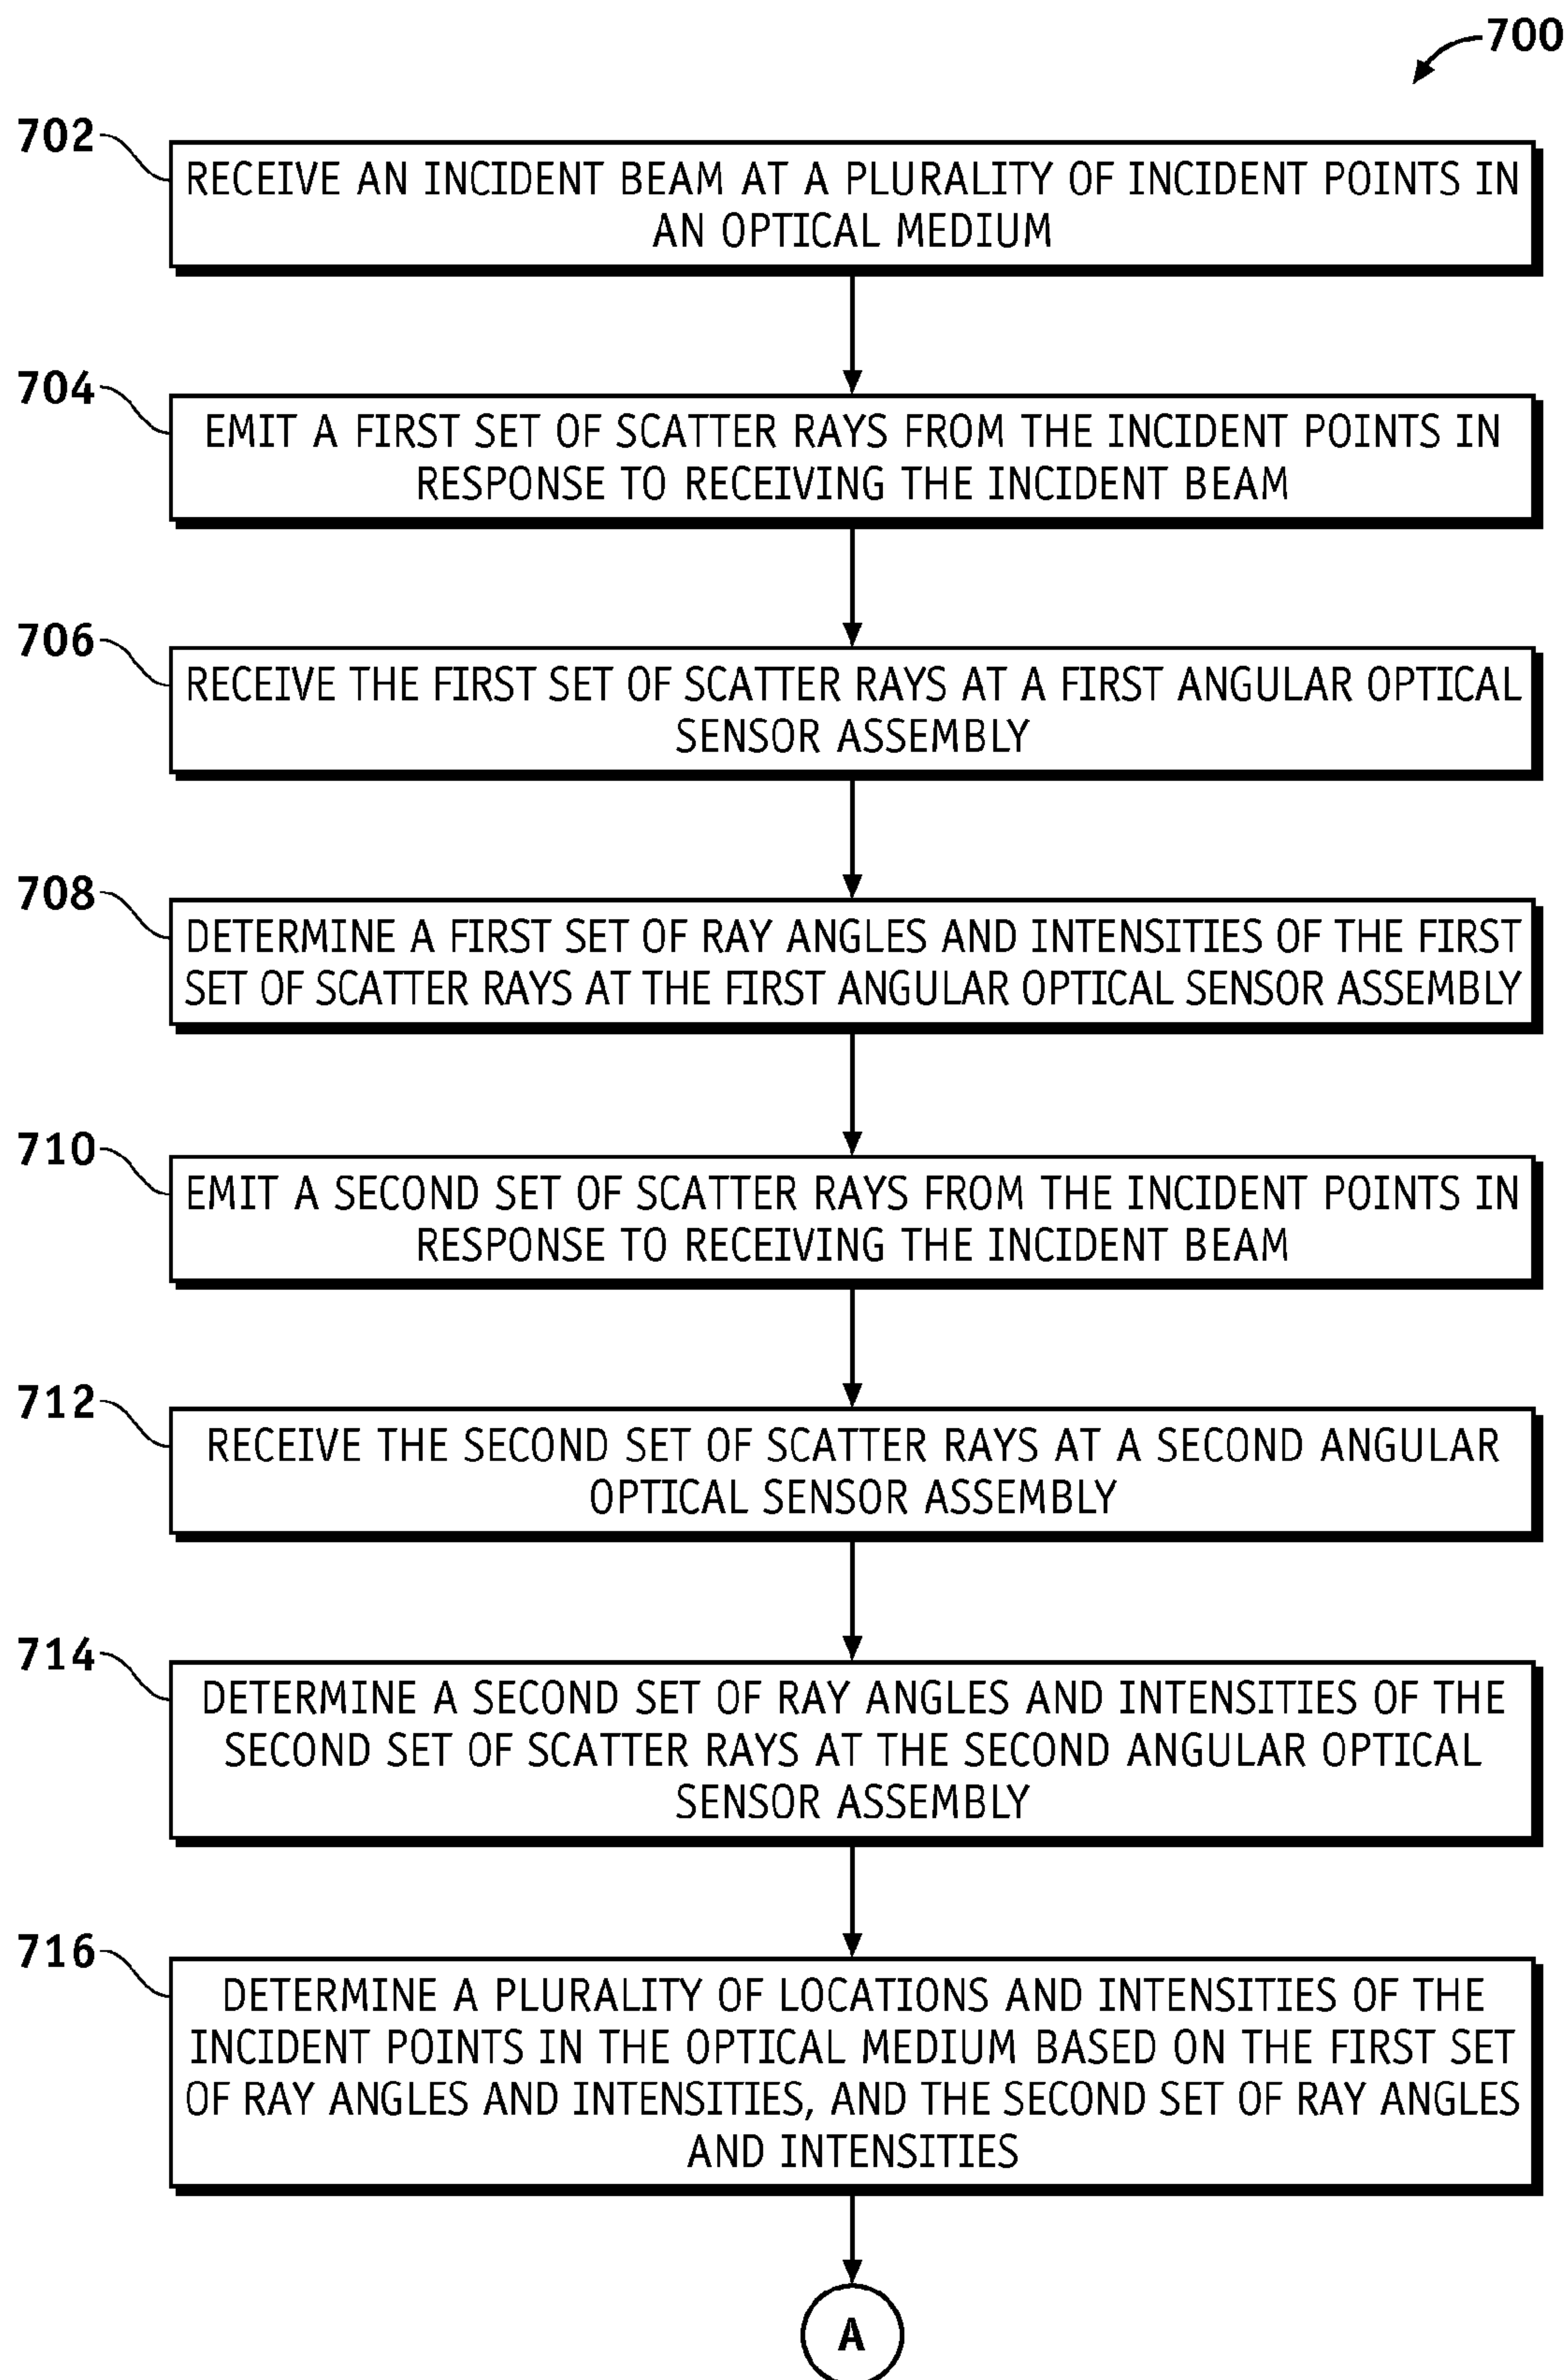 700
702
RECEIVE AN INCIDENT BEAM AT A PLURALITY OF INCIDENT POINTS IN
AN OPTICAL MEDIUM
704
EMIT A FIRST SET OF SCATTER RAYS FROM THE INCIDENT POINTS IN
RESPONSE TO RECEIVING THE INCIDENT BEAM
706
RECEIVE THE FIRST SET OF SCATTER RAYS AT A FIRST ANGULAR OPTICAL
SENSOR ASSEMBLY
708
DETERMINE A FIRST SET OF RAY ANGLES AND INTENSITIES OF THE FIRST
SET OF SCATTER RAYS AT THE FIRST ANGULAR OPTICAL SENSOR ASSEMBLY
710
EMIT A SECOND SET OF SCATTER RAYS FROM THE INCIDENT POINTS IN
RESPONSE TO RECEIVING THE INCIDENT BEAM
712
RECEIVE THE SECOND SET OF SCATTER RAYS AT A SECOND ANGULAR
OPTICAL SENSOR ASSEMBLY
714
DETERMINE A SECOND SET OF RAY ANGLES AND INTENSITIES OF THE
SECOND SET OF SCATTER RAYS AT THE SECOND ANGULAR OPTICAL
SENSOR ASSEMBLY
716
DETERMINE A PLURALITY OF LOCATIONS AND INTENSITIES OF THE
INCIDENT POINTS IN THE OPTICAL MEDIUM BASED ON THE FIRST SET
OF RAY ANGLES AND INTENSITIES, AND THE SECOND SET OF RAY ANGLES
AND INTENSITIES
A